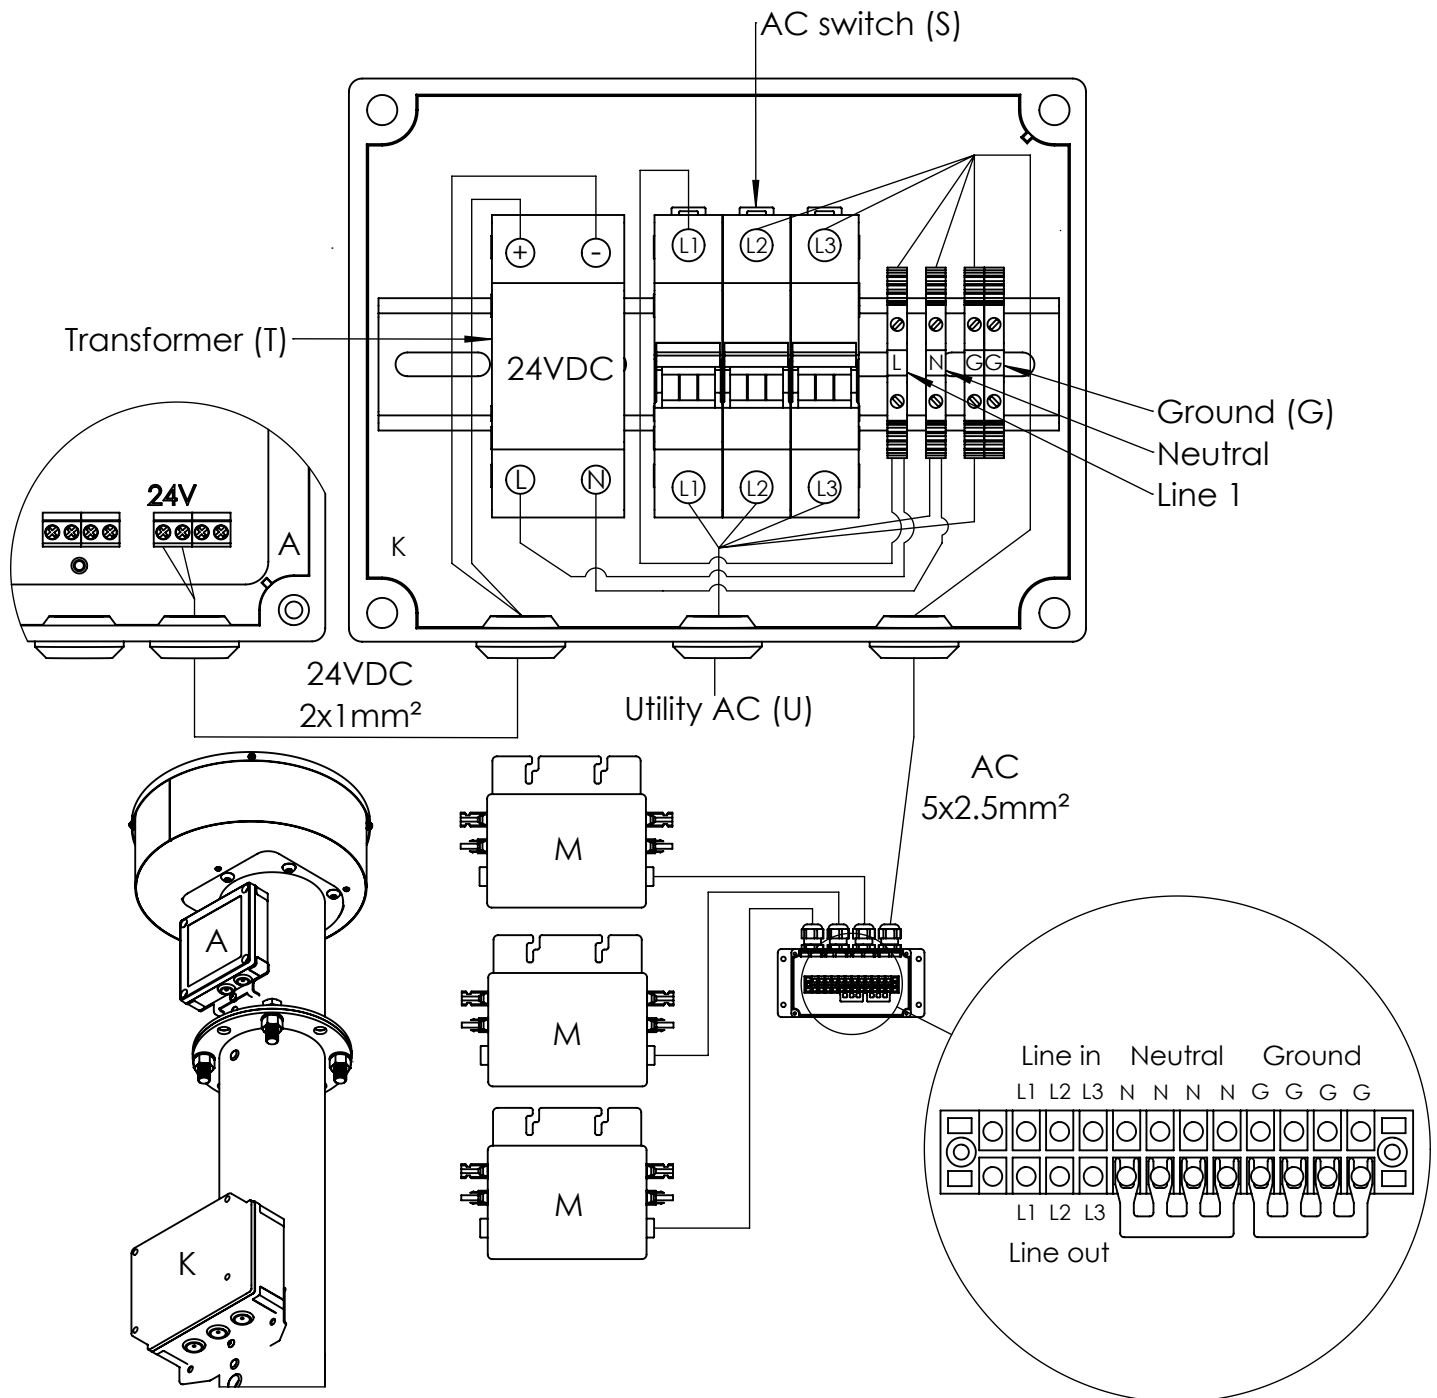 AC switch (S)
+ -
L1 L2 L3
Transformer (T)
24VDC
L N G G
Ground (G)
Neutral
Line 1
24V
A
L N
L1 L2 L3
K
24VDC
2x1mm²
Utility AC (U)
AC
5x2.5mm²
M
A
M
M
K
Line in Neutral Ground
L1 L2 L3 N N N N G G G G
L1 L2 L3
Line out